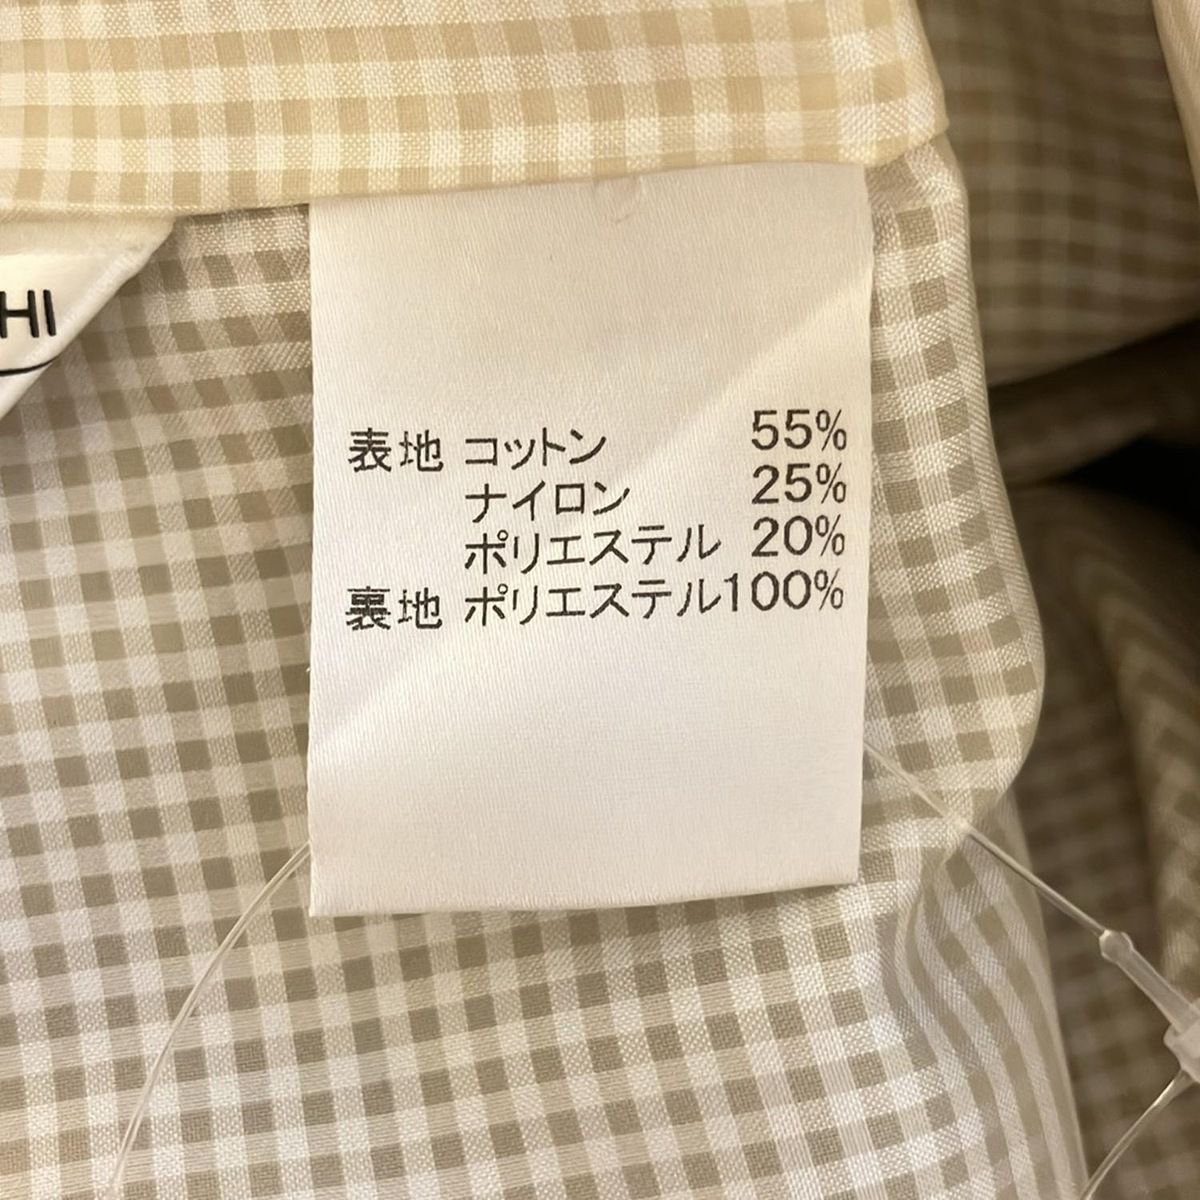 HI
表地 コットン 55%
ナイロン 25%
ポリエステル 20%
裏地 ポリエステル100%